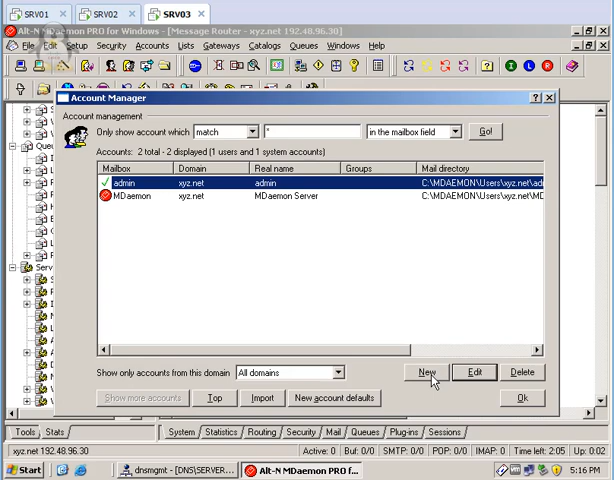 SRV01 × SRV02 × SRV03 ×
Alt-N MDaemon PRO for Windows - [Message Router - xyz.net 192.48.96.30]
File Edit Setup Security Accounts Lists Gateways Catalogs Queues Windows Help
Account Manager
Account management
Only show account which match * in the mailbox field Go!
Accounts: 2 total - 2 displayed (1 users and 1 system accounts)
Mailbox Domain Real name Groups Mail directory
admin xyz.net admin C:\MDAEMON\Users\xyz.net\ad
MDaemon xyz.net MDaemon Server C:\MDAEMON\Users\xyz.net\MD
Queu
Serv
Show only accounts from this domain All domains New Edit Delete
Show more accounts Top Import New account defaults Ok
Tools Stats System Statistics Routing Security Mail Queues Plug-ins Sessions
xyz.net 192.48.96.30 Active: 0 Buf: 0/0 SMTP: 0/0 POP: 0/0 IMAP: 0 Time left: 2:05 Up: 0:02
Start dnsmgmt - [DNS\SERVER... Alt-N MDaemon PRO f... 5:16 PM